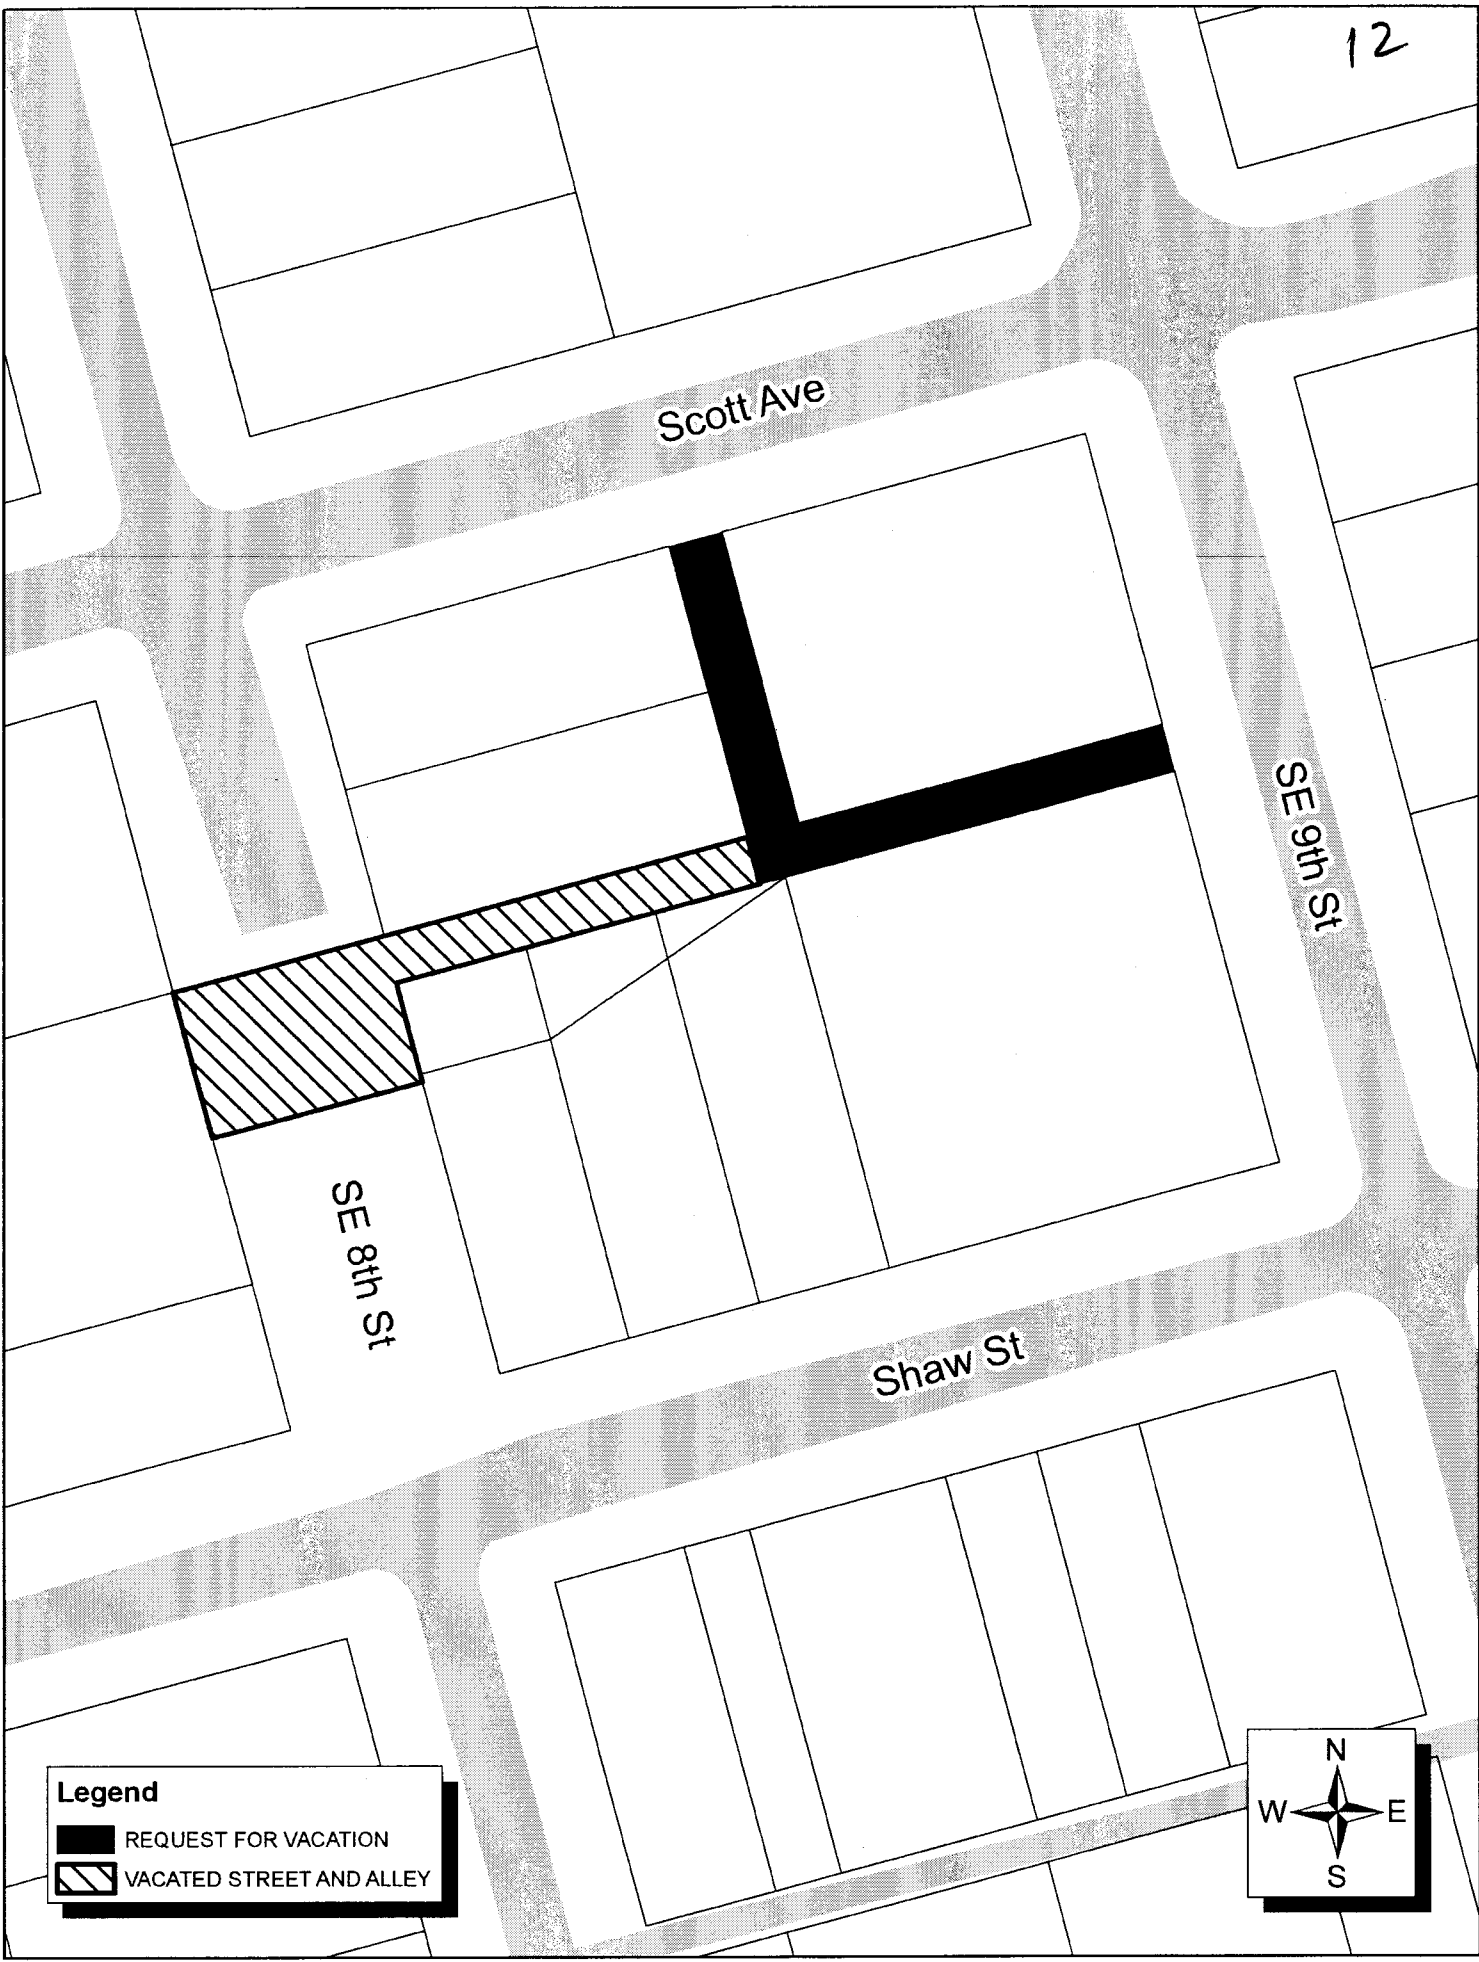 12
Scott Ave
SE 9th St
SE 8th St
Shaw St
Legend
REQUEST FOR VACATION
VACATED STREET AND ALLEY
N
W E
S